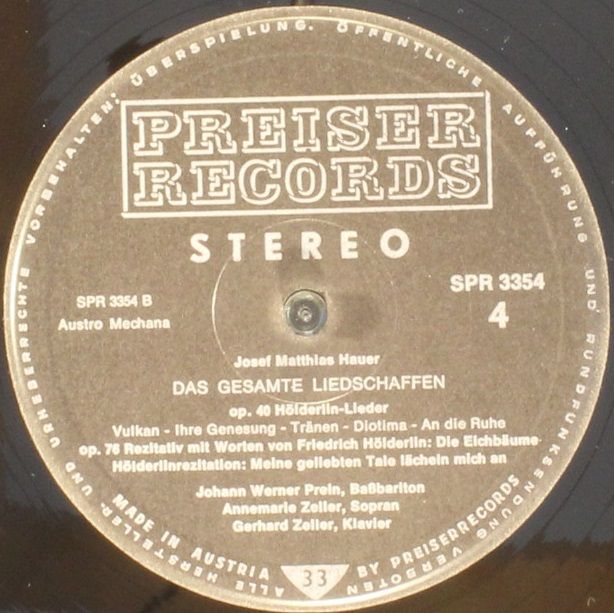 PREISER
RECORDS
STEREO
SPR 3354 B
Austro Mechana
SPR 3354
4
Josef Matthias Hauer
DAS GESAMTE LIEDSCHAFFEN
op. 40 Hölderlin-Lieder
Vulkan - Ihre Genesung - Tränen - Diotima - An die Ruhe
op. 76 Rezitativ mit Worten von Friedrich Hölderlin: Die Eichbäume
Hölderlinrezitation: Meine geliebten Tale lächeln mich an
Johann Werner Prein, Baßbariton
Annemarie Zeller, Sopran
Gerhard Zeller, Klavier
MADE IN AUSTRIA
33
BY PREISERRECORDS
ALLE HERSTELLER- UND URHEBERRECHTE VORBEHALTEN; ÜBERSPIELUNG, ÖFFENTLICHE AUFFÜHRUNG UND RUNDFUNKSENDUNG VERBOTEN